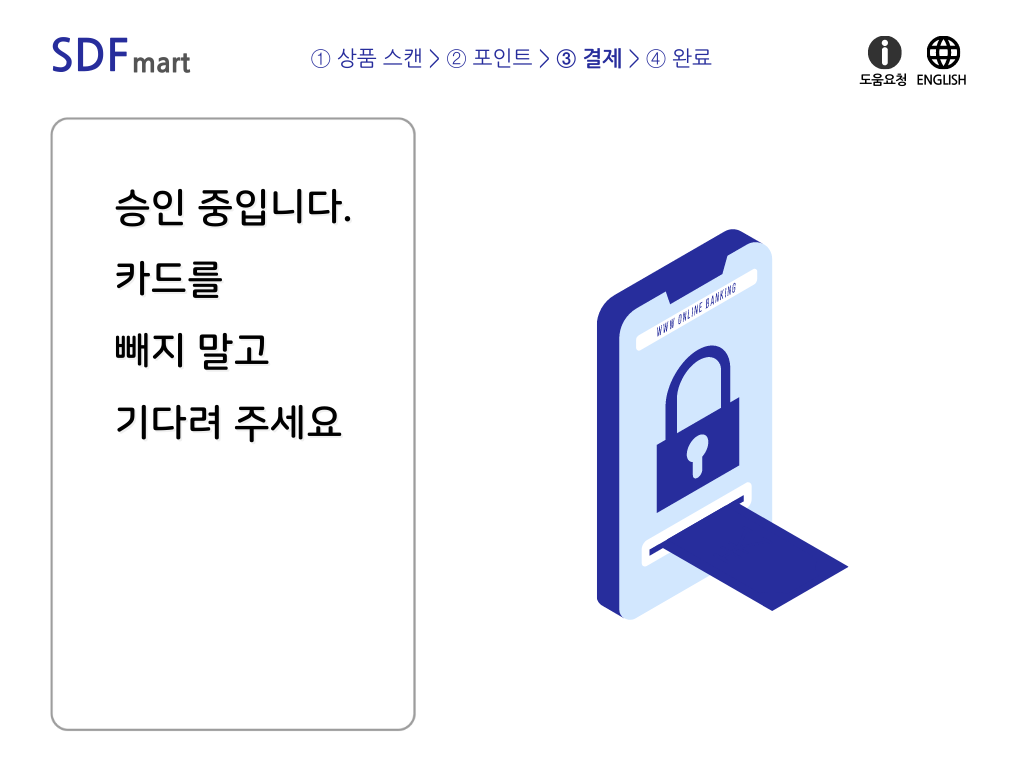 SDF mart
① 상품 스캔 > ② 포인트 > ③ 결제 > ④ 완료
도움요청 ENGLISH
승인 중입니다.
카드를
빼지 말고
기다려 주세요
WWW ONLINE BANKING